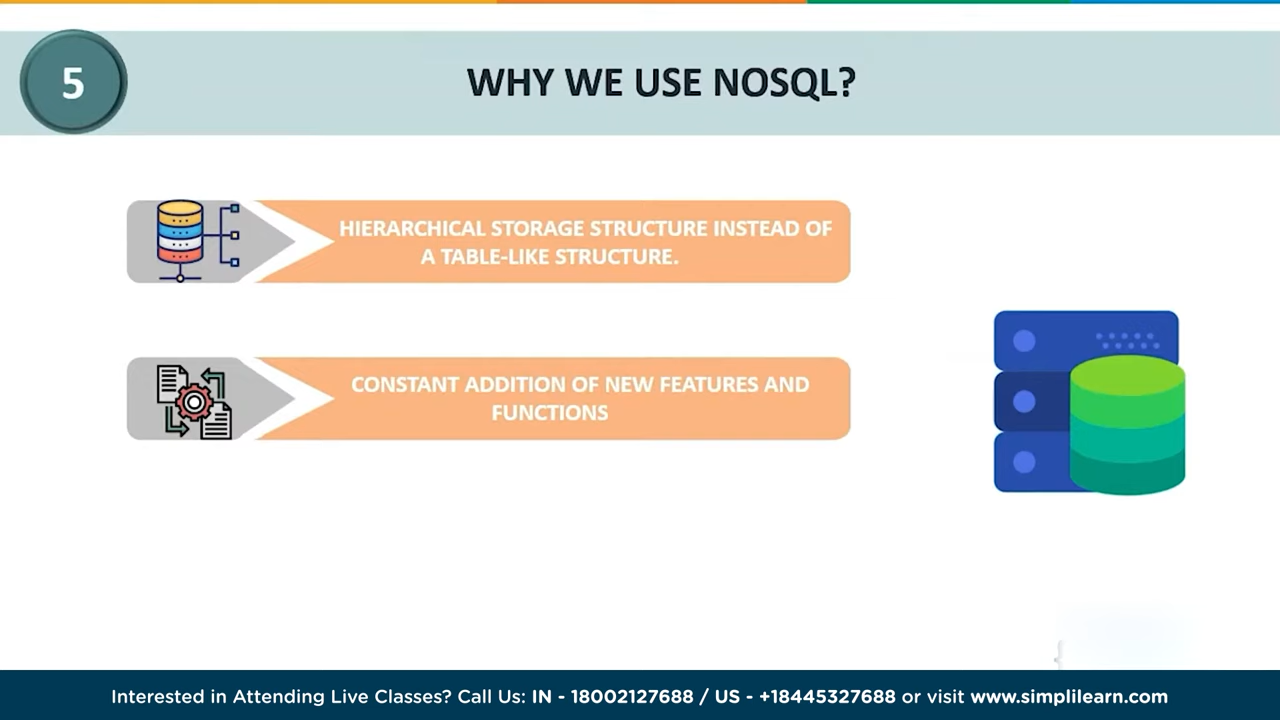 5
WHY WE USE NOSQL?
HIERARCHICAL STORAGE STRUCTURE INSTEAD OF
A TABLE-LIKE STRUCTURE.
CONSTANT ADDITION OF NEW FEATURES AND
FUNCTIONS
{
Interested in Attending Live Classes? Call Us: IN - 18002127688 / US - +18445327688 or visit www.simplilearn.com